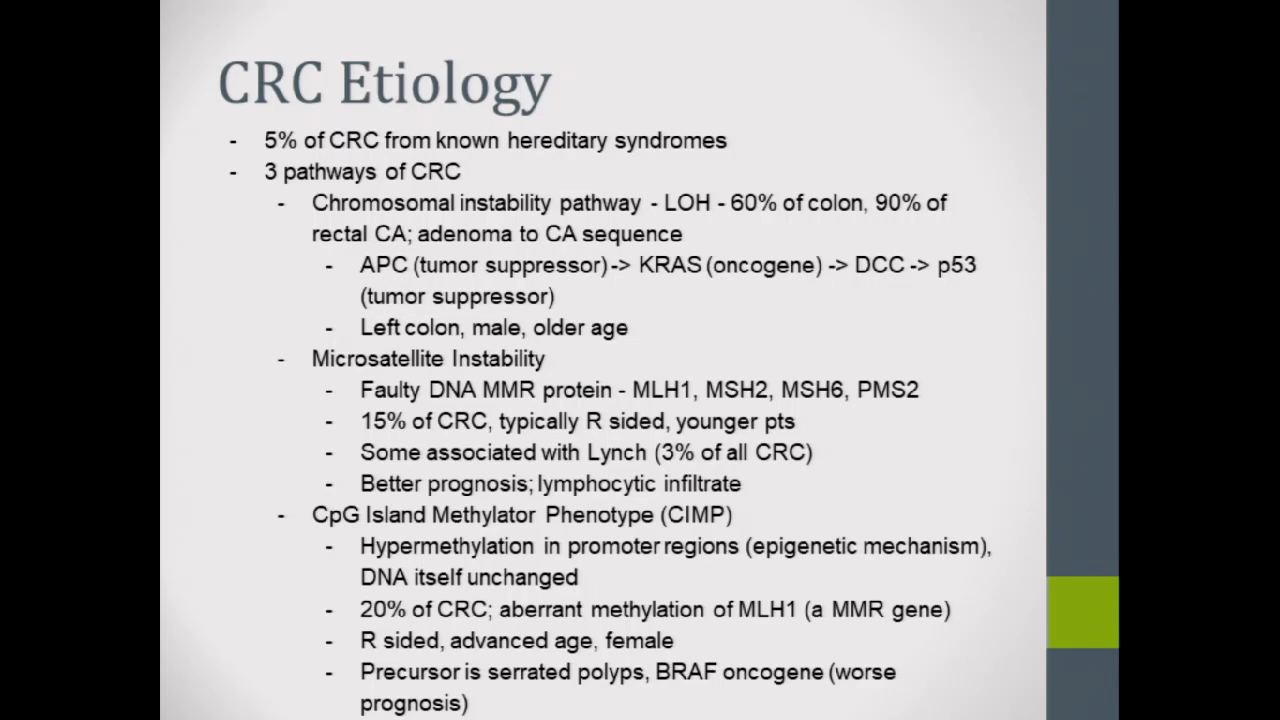 CRC Etiology
- 5% of CRC from known hereditary syndromes
- 3 pathways of CRC
- Chromosomal instability pathway - LOH - 60% of colon, 90% of
rectal CA; adenoma to CA sequence
- APC (tumor suppressor) -> KRAS (oncogene) -> DCC -> p53
(tumor suppressor)
- Left colon, male, older age
- Microsatellite Instability
- Faulty DNA MMR protein - MLH1, MSH2, MSH6, PMS2
- 15% of CRC, typically R sided, younger pts
- Some associated with Lynch (3% of all CRC)
- Better prognosis; lymphocytic infiltrate
- CpG Island Methylator Phenotype (CIMP)
- Hypermethylation in promoter regions (epigenetic mechanism),
DNA itself unchanged
- 20% of CRC; aberrant methylation of MLH1 (a MMR gene)
- R sided, advanced age, female
- Precursor is serrated polyps, BRAF oncogene (worse
prognosis)